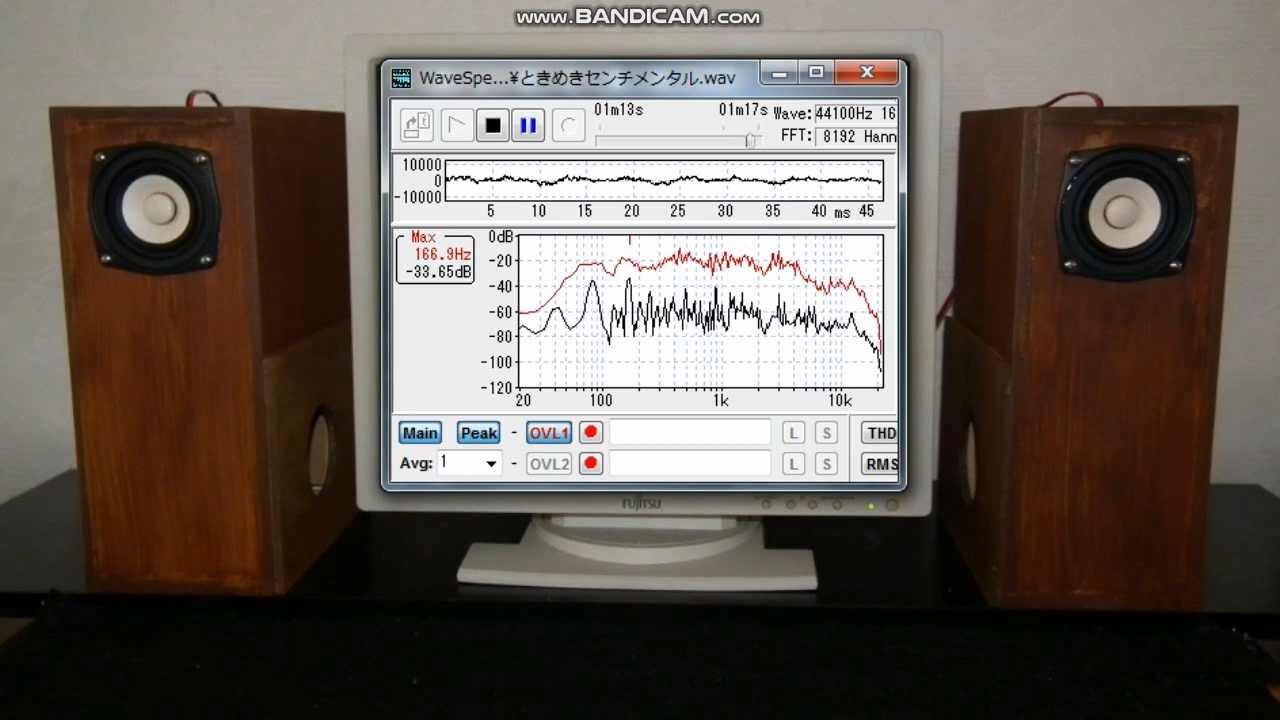 www.BANDICAM.com
WaveSpe...¥ときめきセンチメンタル.wav
01m13s 01m17s Wave: 44100Hz 16
FFT: 8192 Hann
10000
0
-10000
5 10 15 20 25 30 35 40 ms 45
Max
166.9Hz
-33.65dB
0dB
-20
-40
-60
-80
-100
-120
20 100 1k 10k
Main Peak - OVL1 L S THD
Avg: 1 - OVL2 L S RMS
FUJITSU